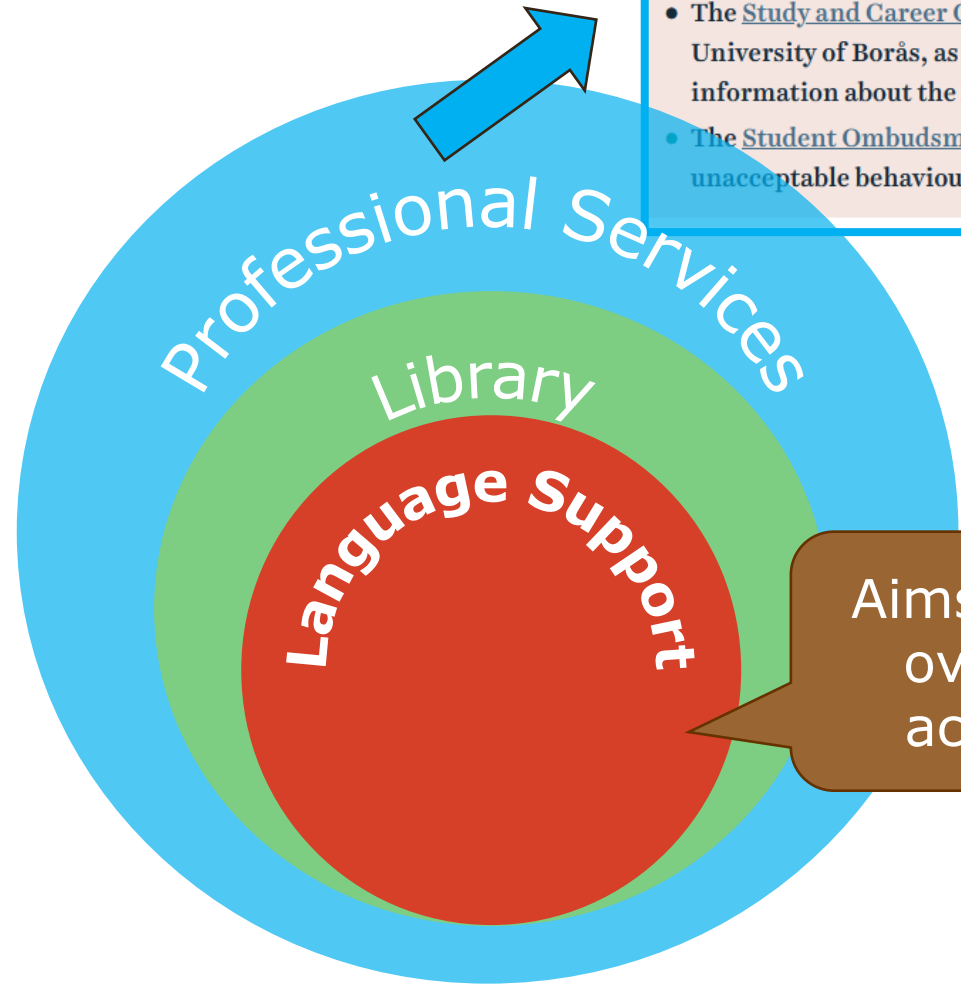 • The Study and Career
University of Borås, as
information about the
• The Student Ombudsm
unacceptable behaviou
Professional Services
Library
Language Support
Aims
ov
ac